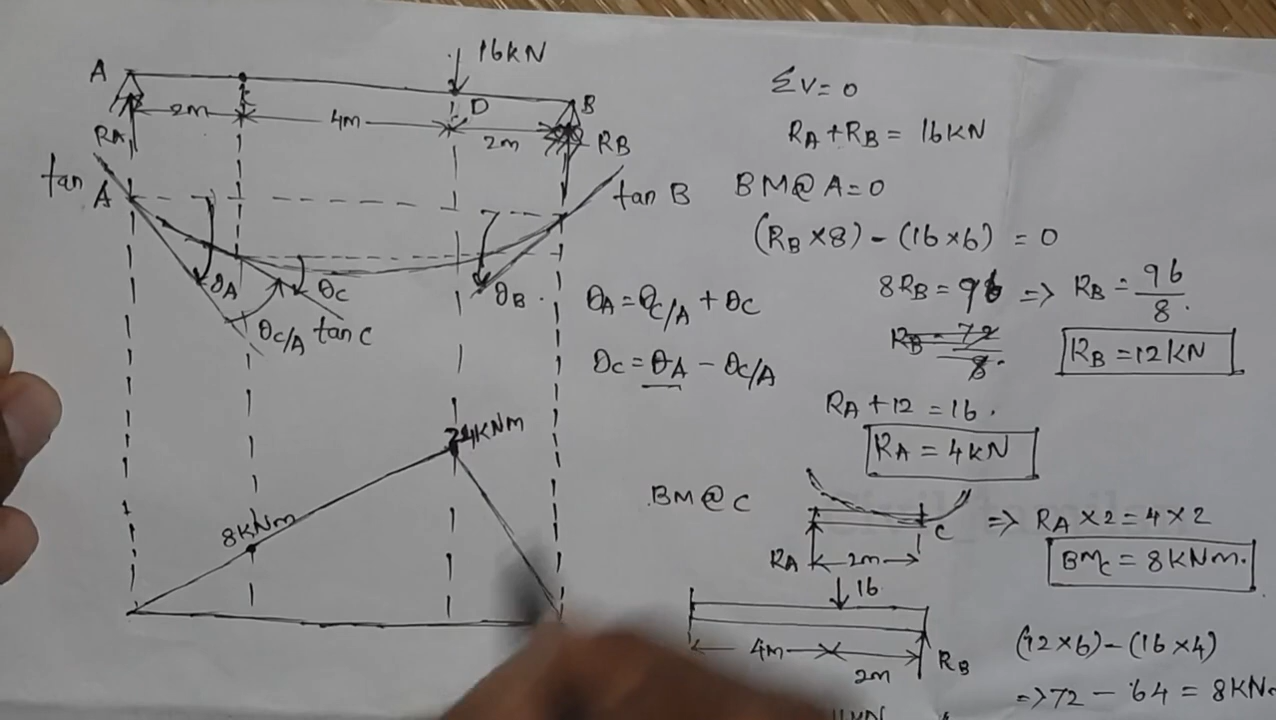 16KN
A
2m
4m
D
2m
B
RA
RB
tan A
tan B
θA
θC
θB
θC/A
tan C
24KNm
8KNm
ΣV=0
RA+RB = 16KN
BM@A=0
(RB×8)-(16×6) = 0
8RB = 96 => RB = 96/8.
RB = 72/8.
RB = 12KN
θA = θC/A + θC
θC = θA - θC/A
RA+12 = 16.
RA = 4KN
BM@C
C
RA
2m
=> RA×2 = 4×2
BMC = 8KNm.
16
4m
2m
RB
(12×6)-(16×4)
=> 72 - 64 = 8KN